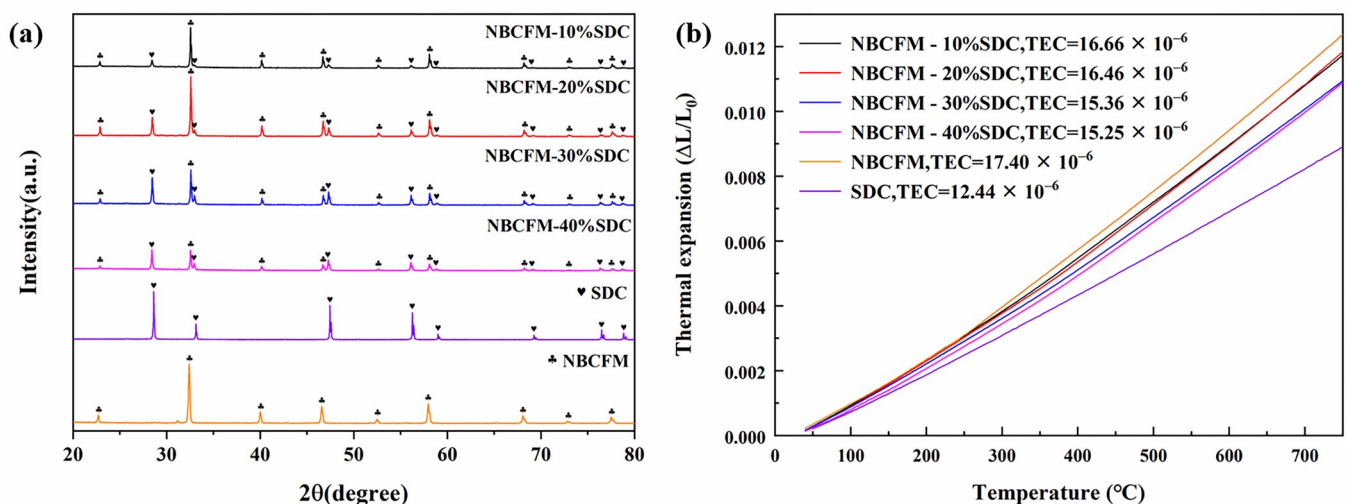 (a)
NBCFM-10%SDC
NBCFM-20%SDC
NBCFM-30%SDC
NBCFM-40%SDC
♥ SDC
♣ NBCFM
Intensity(a.u.)
20 30 40 50 60 70 80
2θ(degree)
(b)
NBCFM - 10%SDC,TEC=16.66 × 10⁻⁶
NBCFM - 20%SDC,TEC=16.46 × 10⁻⁶
NBCFM - 30%SDC,TEC=15.36 × 10⁻⁶
NBCFM - 40%SDC,TEC=15.25 × 10⁻⁶
NBCFM,TEC=17.40 × 10⁻⁶
SDC,TEC=12.44 × 10⁻⁶
Thermal expansion (ΔL/L₀)
0.012
0.010
0.008
0.006
0.004
0.002
0.000
0 100 200 300 400 500 600 700
Temperature (°C)